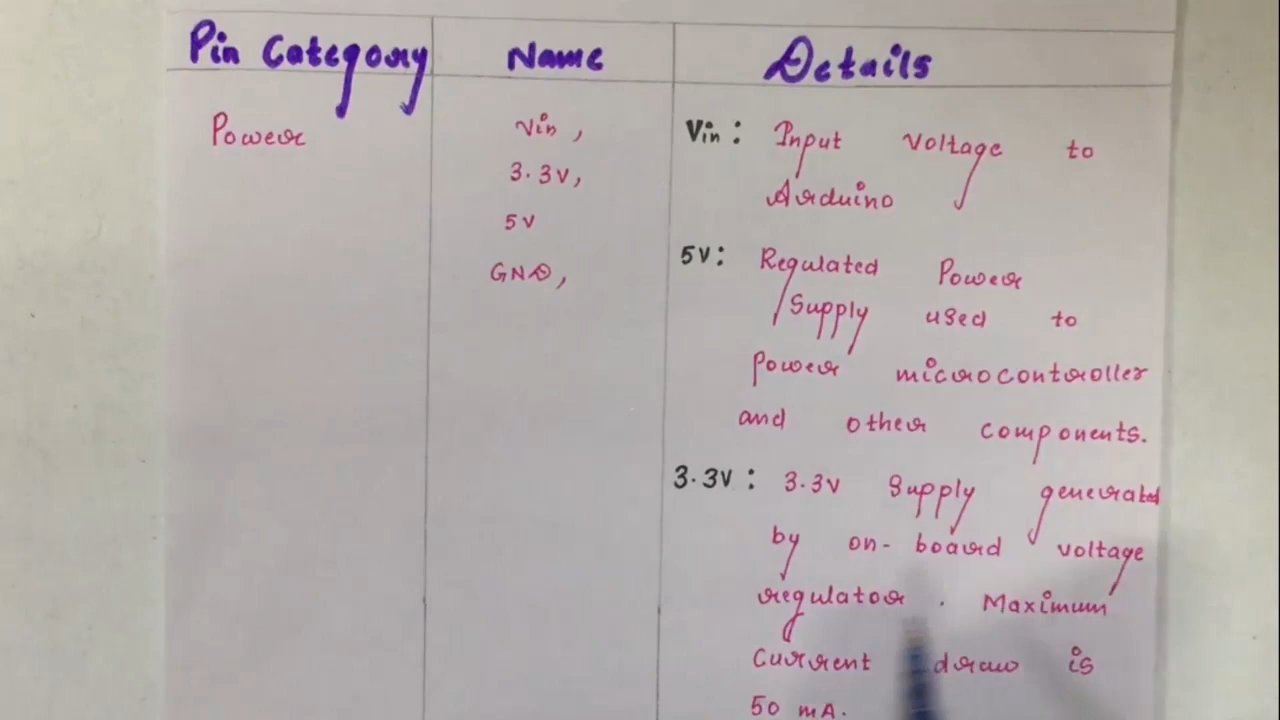 Pin Category Name Details
Power
Vin,
3.3V,
5V
GND,
Vin: Input Voltage to
Arduino
5V: Regulated Power
Supply used to
Power microcontroller
and other components.
3.3V: 3.3V Supply generated
by on-board voltage
regulator. Maximum
Current draw is
50 mA.